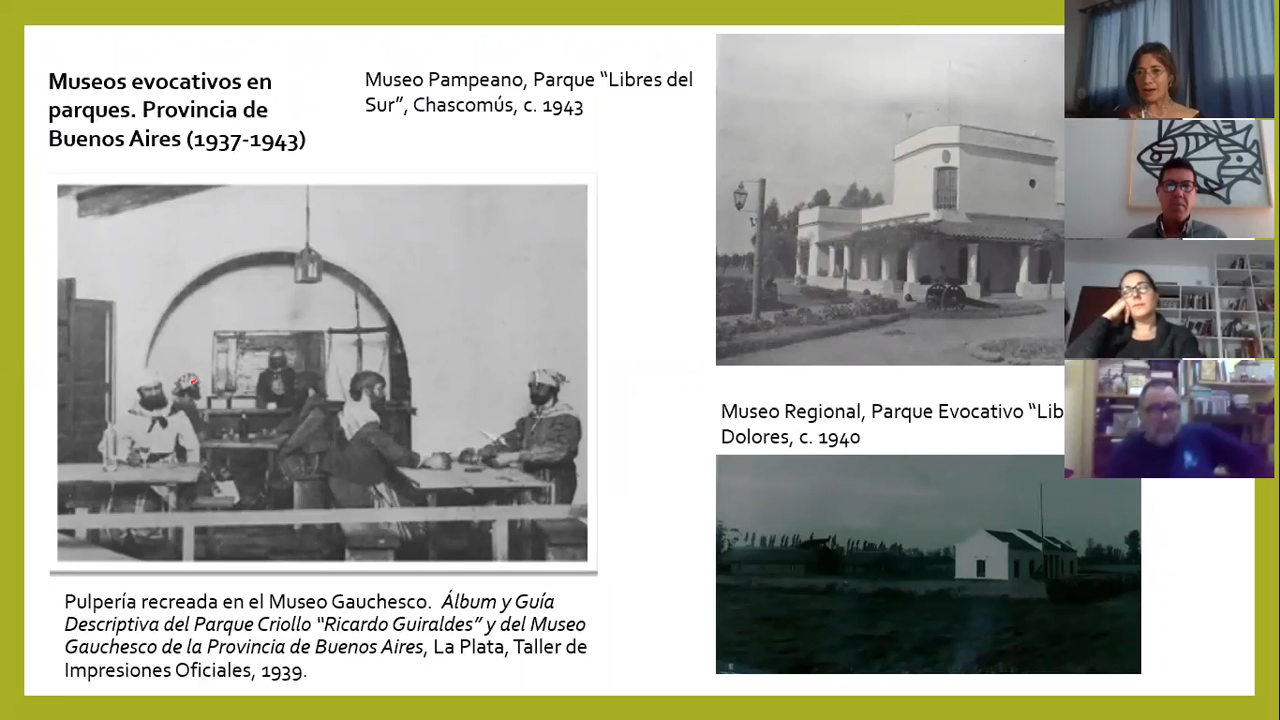 Museos evocativos en
parques. Provincia de
Buenos Aires (1937-1943)
Museo Pampeano, Parque “Libres del
Sur”, Chascomús, c. 1943
Pulpería recreada en el Museo Gauchesco. Álbum y Guía
Descriptiva del Parque Criollo “Ricardo Guiraldes” y del Museo
Gauchesco de la Provincia de Buenos Aires, La Plata, Taller de
Impresiones Oficiales, 1939.
Museo Regional, Parque Evocativo “Lib
Dolores, c. 1940